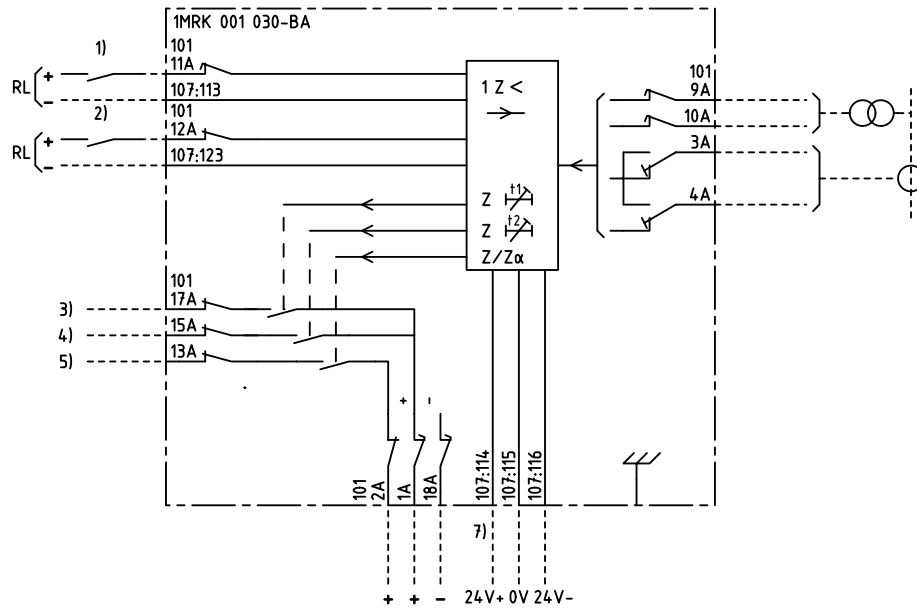 1MRK 001 030-BA
1)
101
11A
RL
+
-
107:113
2)
101
12A
RL
+
-
107:123
1 Z <
Z t1
Z t2
Z/Zα
101
9A
10A
3A
4A
101
3) 17A
4) 15A
5) 13A
+ -
101
2A
1A
18A
107:114
107:115
107:116
7)
+ + - 24V+ 0V 24V-